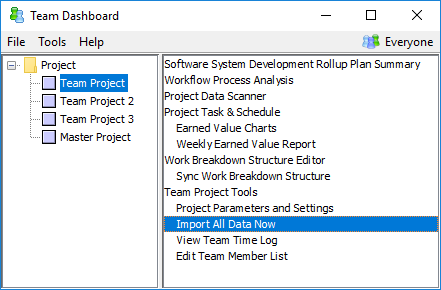 Team Dashboard
File Tools Help Everyone
Project
Team Project
Team Project 2
Team Project 3
Master Project
Software System Development Rollup Plan Summary
Workflow Process Analysis
Project Data Scanner
Project Task & Schedule
Earned Value Charts
Weekly Earned Value Report
Work Breakdown Structure Editor
Sync Work Breakdown Structure
Team Project Tools
Project Parameters and Settings
Import All Data Now
View Team Time Log
Edit Team Member List